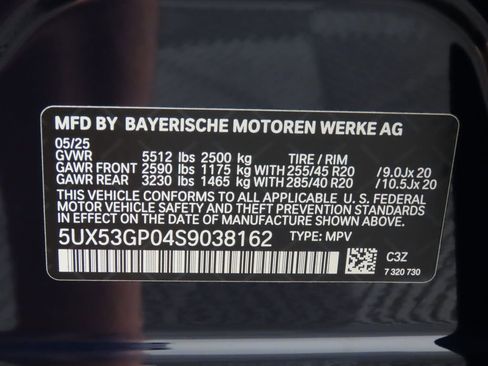 MFD BY BAYERISCHE MOTOREN WERKE AG
05/25
GVWR 5512 lbs 2500 kg TIRE / RIM
GAWR FRONT 2590 lbs 1175 kg WITH 255/45 R20 / 9.0Jx 20
GAWR REAR 3230 lbs 1465 kg WITH 285/40 R20 / 10.5Jx 20
THIS VEHICLE CONFORMS TO ALL APPLICABLE U. S. FEDERAL
MOTOR VEHICLE SAFETY AND THEFT PREVENTION STANDARDS
IN EFFECT ON THE DATE OF MANUFACTURE SHOWN ABOVE.
5UX53GP04S9038162 TYPE: MPV
C3Z
7 320 730